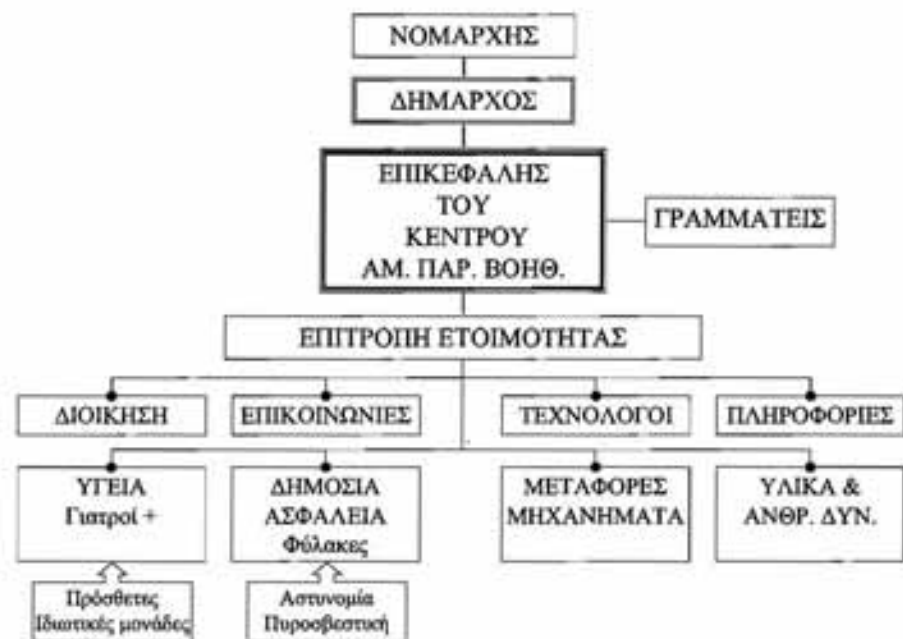 ΝΟΜΑΡΧΗΣ
ΔΗΜΑΡΧΟΣ
ΕΠΙΚΕΦΑΛΗΣ
ΤΟΥ
ΚΕΝΤΡΟΥ
ΑΜ. ΠΑΡ. ΒΟΗΘ.
ΓΡΑΜΜΑΤΕΙΣ
ΕΠΙΤΡΟΠΗ ΕΤΟΙΜΟΤΗΤΑΣ
ΔΙΟΙΚΗΣΗ
ΕΠΙΚΟΙΝΩΝΙΕΣ
ΤΕΧΝΟΛΟΓΟΙ
ΠΛΗΡΟΦΟΡΙΕΣ
ΥΓΕΙΑ
Γιατροί +
ΔΗΜΟΣΙΑ
ΑΣΦΑΛΕΙΑ
Φύλακες
ΜΕΤΑΦΟΡΕΣ
ΜΗΧΑΝΗΜΑΤΑ
ΥΛΙΚΑ &
ΑΝΘΡ. ΔΥΝ.
Πρόσθετες
Ιδιωτικές μονάδες
Αστυνομία
Πυροσβεστική